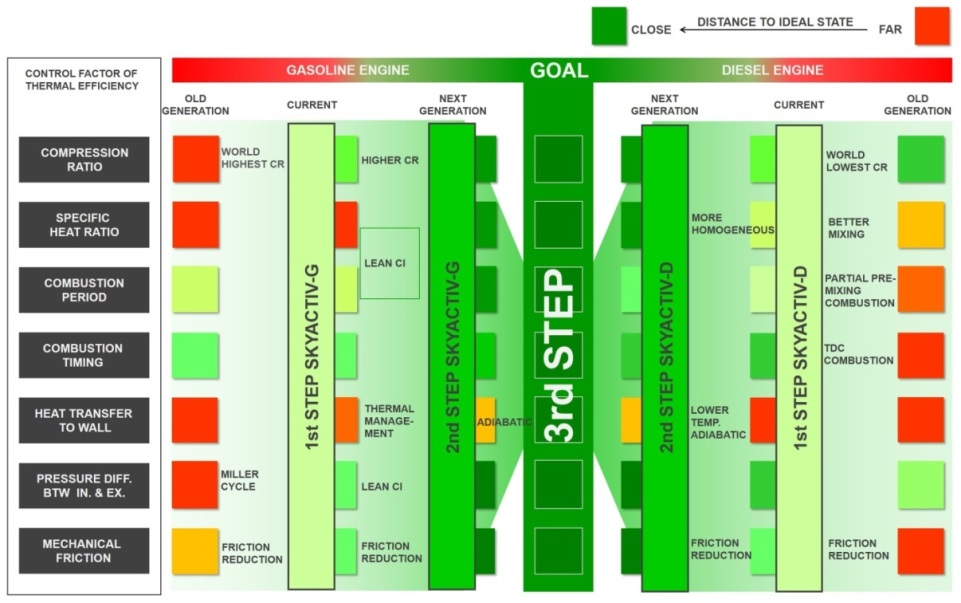 CLOSE
DISTANCE TO IDEAL STATE
FAR
CONTROL FACTOR OF
THERMAL EFFICIENCY
GASOLINE ENGINE
GOAL
DIESEL ENGINE
OLD
GENERATION
CURRENT
NEXT
GENERATION
NEXT
GENERATION
CURRENT
OLD
GENERATION
COMPRESSION
RATIO
WORLD
HIGHEST CR
HIGHER CR
WORLD
LOWEST CR
SPECIFIC
HEAT RATIO
MORE
HOMOGENEOUS
BETTER
MIXING
COMBUSTION
PERIOD
LEAN CI
PARTIAL PRE-
MIXING
COMBUSTION
COMBUSTION
TIMING
TDC
COMBUSTION
HEAT TRANSFER
TO WALL
THERMAL
MANAGE-
MENT
ADIABATIC
LOWER
TEMP.
ADIABATIC
PRESSURE DIFF.
BTW IN. & EX.
MILLER
CYCLE
LEAN CI
MECHANICAL
FRICTION
FRICTION
REDUCTION
FRICTION
REDUCTION
FRICTION
REDUCTION
FRICTION
REDUCTION
1st STEP SKYACTIV-G
2nd STEP SKYACTIV-G
3rd STEP
2nd STEP SKYACTIV-D
1st STEP SKYACTIV-D